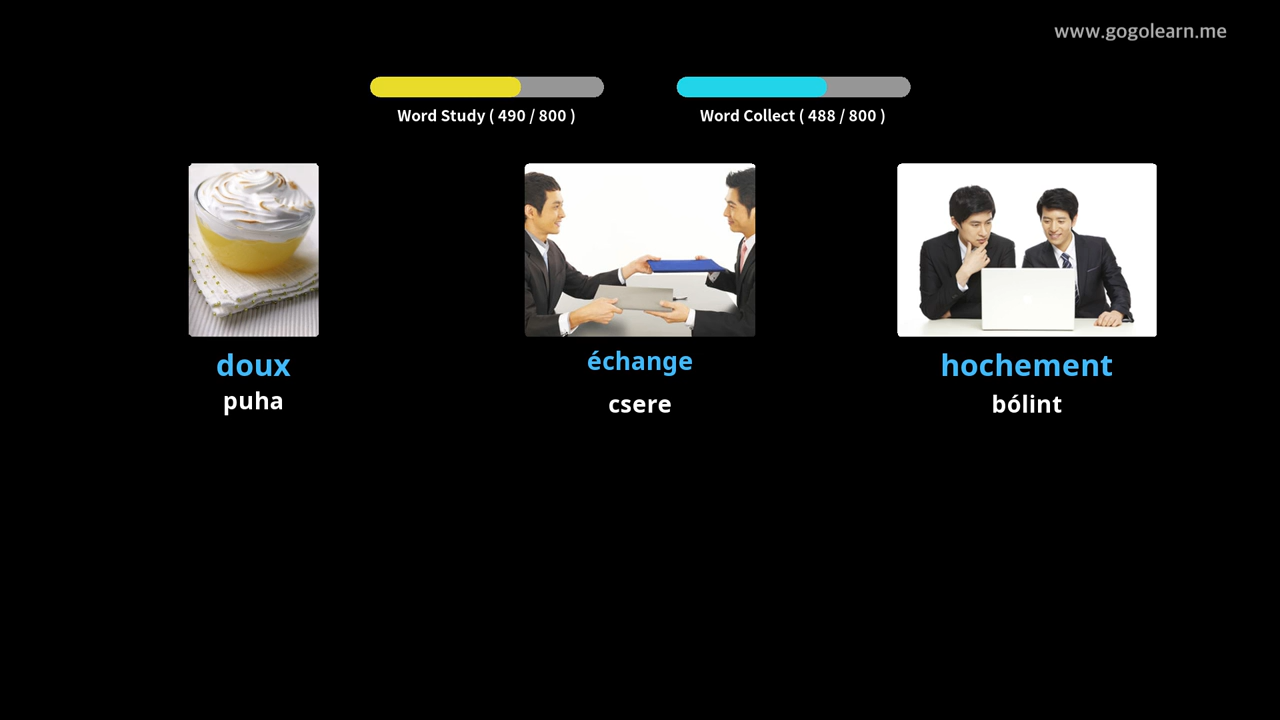 www.gogolearn.me
Word Study ( 490 / 800 )
Word Collect ( 488 / 800 )
doux
puha
échange
csere
hochement
bólint